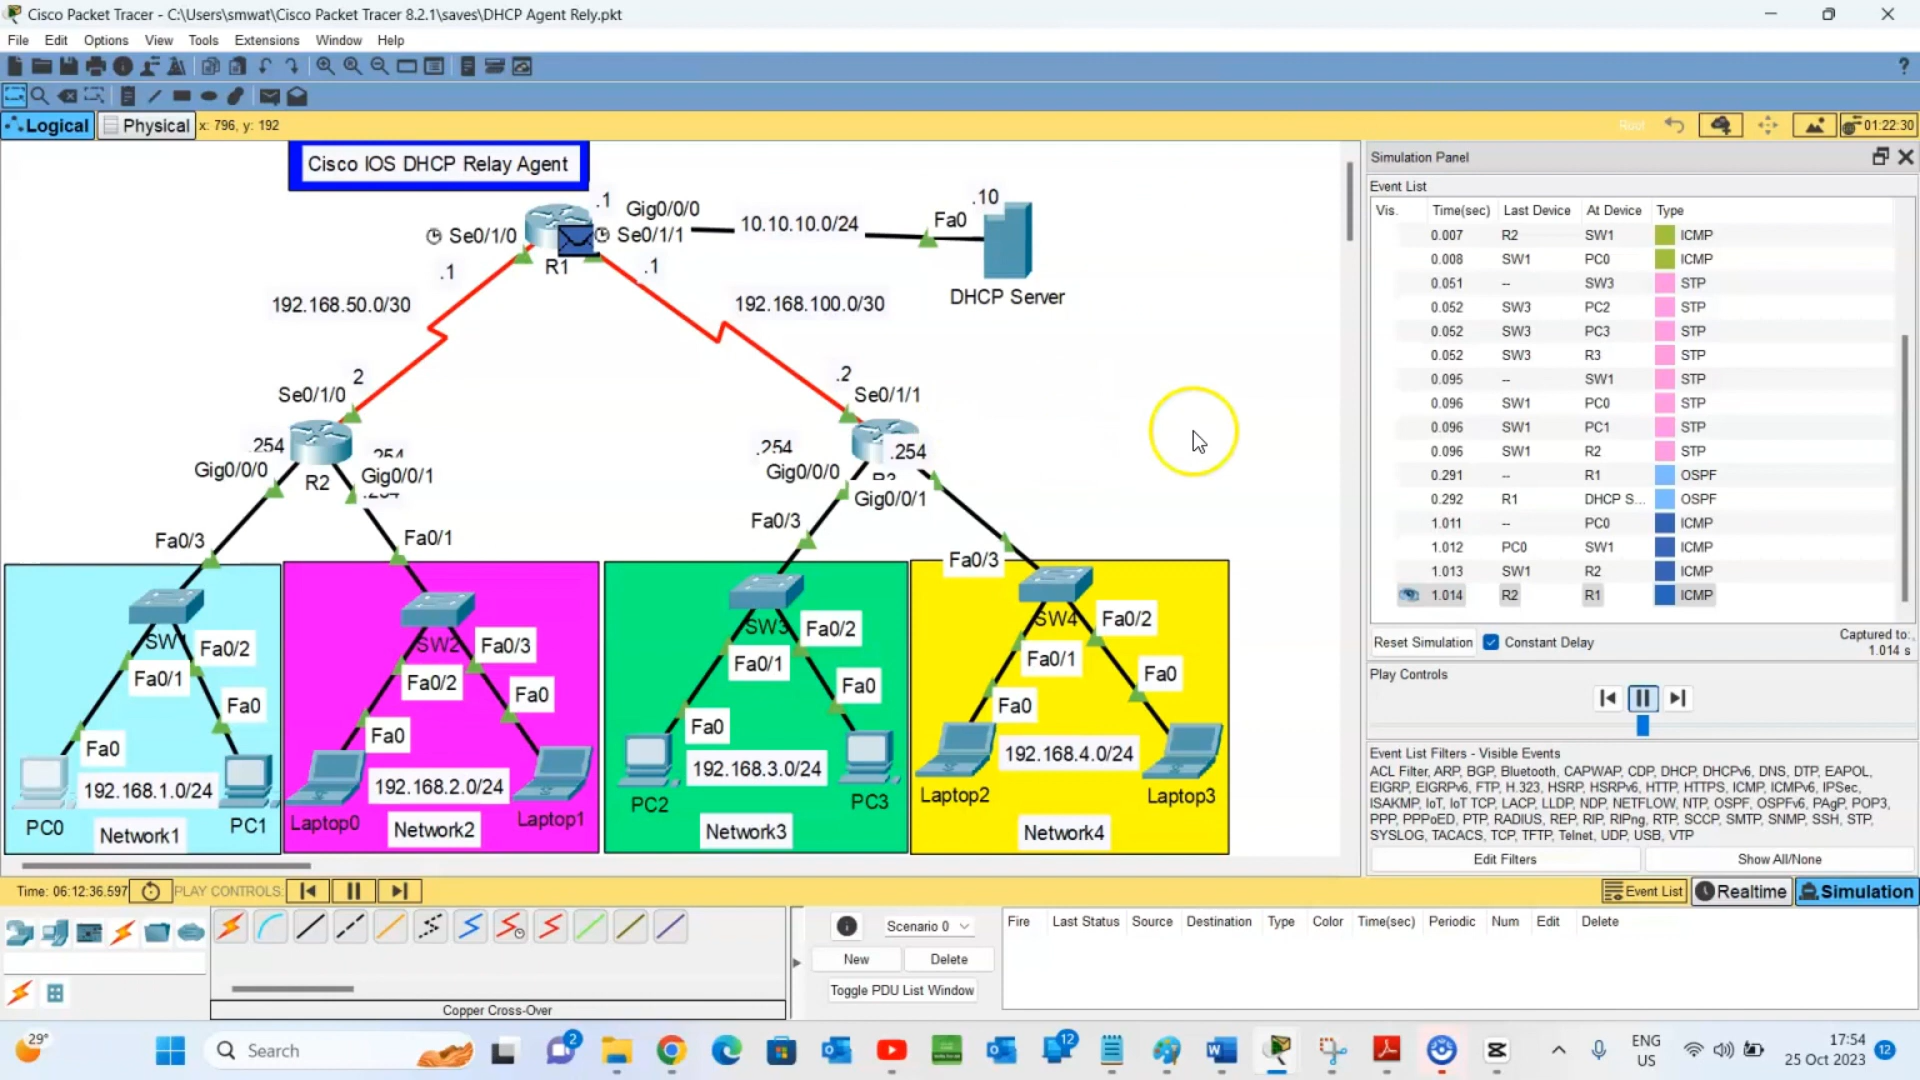 Cisco Packet Tracer - C:\Users\smwat\Cisco Packet Tracer 8.2.1\saves\DHCP Agent Rely.pkt
File Edit Options View Tools Extensions Window Help
Logical Physical x: 796, y: 192
Root
01:22:30
Cisco IOS DHCP Relay Agent
.1
Gig0/0/0
10.10.10.0/24
.10
Fa0
Se0/1/0
Se0/1/1
R1
DHCP Server
.1
.1
192.168.50.0/30
192.168.100.0/30
2
Se0/1/0
.2
Se0/1/1
.254
Gig0/0/0
R2
.254
Gig0/0/1
.254
Gig0/0/0
.254
Gig0/0/1
Fa0/3
Fa0/1
Fa0/3
Fa0/3
SW1
Fa0/2
Fa0/1
Fa0
Fa0
192.168.1.0/24
PC0
PC1
Network1
SW2
Fa0/3
Fa0/2
Fa0
Fa0
192.168.2.0/24
Laptop0
Laptop1
Network2
SW3
Fa0/2
Fa0/1
Fa0
Fa0
192.168.3.0/24
PC2
PC3
Network3
SW4
Fa0/2
Fa0/1
Fa0
Fa0
192.168.4.0/24
Laptop2
Laptop3
Network4
Simulation Panel
Event List
Vis. Time(sec) Last Device At Device Type
0.007 R2 SW1 ICMP
0.008 SW1 PC0 ICMP
0.051 -- SW3 STP
0.052 SW3 PC2 STP
0.052 SW3 PC3 STP
0.052 SW3 R3 STP
0.095 -- SW1 STP
0.096 SW1 PC0 STP
0.096 SW1 PC1 STP
0.096 SW1 R2 STP
0.291 -- R1 OSPF
0.292 R1 DHCP S... OSPF
1.011 -- PC0 ICMP
1.012 PC0 SW1 ICMP
1.013 SW1 R2 ICMP
1.014 R2 R1 ICMP
Reset Simulation Constant Delay Captured to:
1.014 s
Play Controls
Event List Filters - Visible Events
ACL Filter, ARP, BGP, Bluetooth, CAPWAP, CDP, DHCP, DHCPv6, DNS, DTP, EAPOL,
EIGRP, EIGRPv6, FTP, H.323, HSRP, HSRPv6, HTTP, HTTPS, ICMP, ICMPv6, IPSec,
ISAKMP, IoT, IoT TCP, LACP, LLDP, NDP, NETFLOW, NTP, OSPF, OSPFv6, PAgP, POP3,
PPP, PPPoED, PTP, RADIUS, REP, RIP, RIPng, RTP, SCCP, SMTP, SNMP, SSH, STP,
SYSLOG, TACACS, TCP, TFTP, Telnet, UDP, USB, VTP
Edit Filters Show All/None
Time: 06:12:36.597 PLAY CONTROLS:
Event List Realtime Simulation
Scenario 0
New Delete
Toggle PDU List Window
Fire Last Status Source Destination Type Color Time(sec) Periodic Num Edit Delete
Copper Cross-Over
29°
Search
2
12
ENG
US
17:54
25 Oct 2023
12